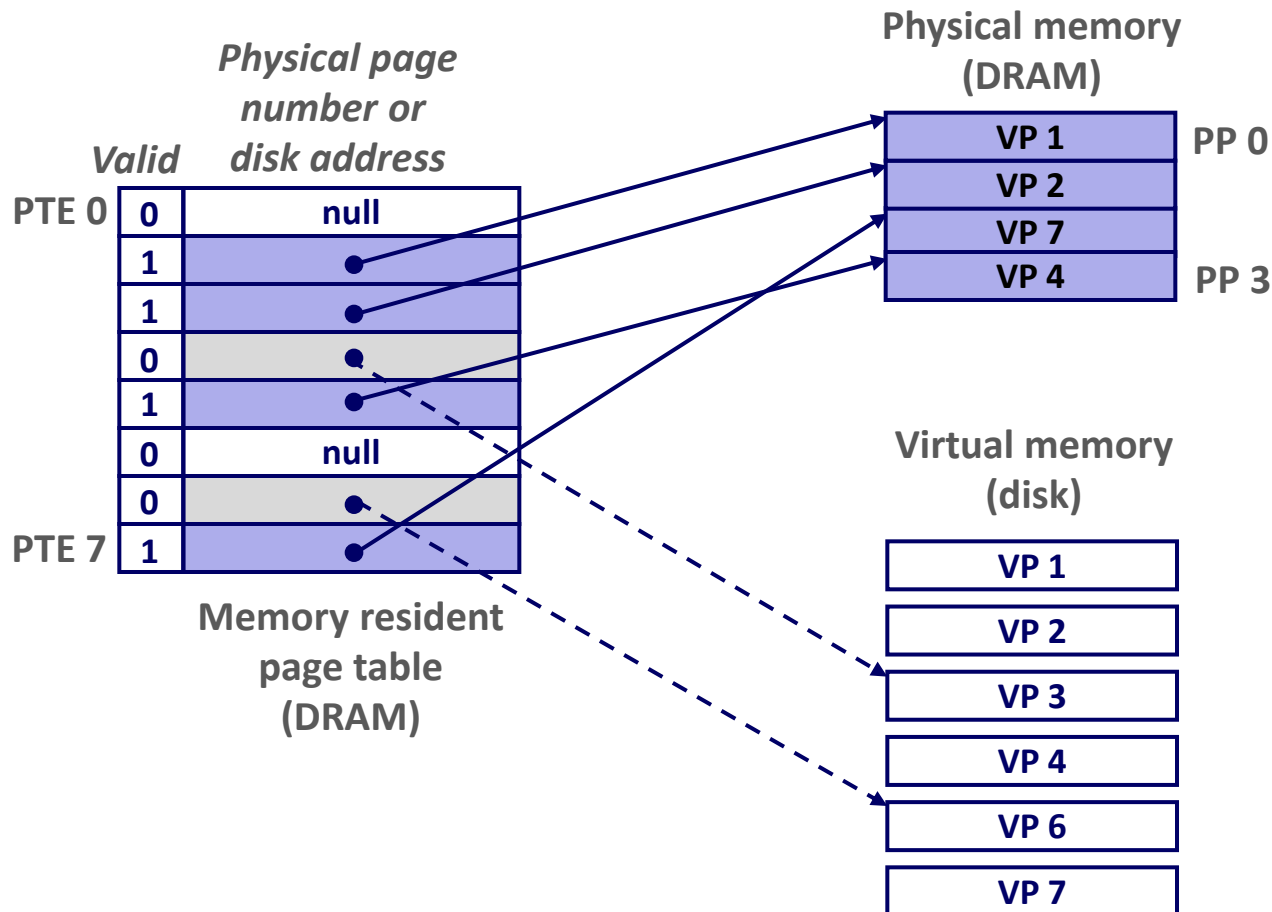 Physical page
number or
disk address
Valid
PTE 0
0
null
1
1
0
1
0
null
0
PTE 7
1
Memory resident
page table
(DRAM)
Physical memory
(DRAM)
VP 1
PP 0
VP 2
VP 7
VP 4
PP 3
Virtual memory
(disk)
VP 1
VP 2
VP 3
VP 4
VP 6
VP 7